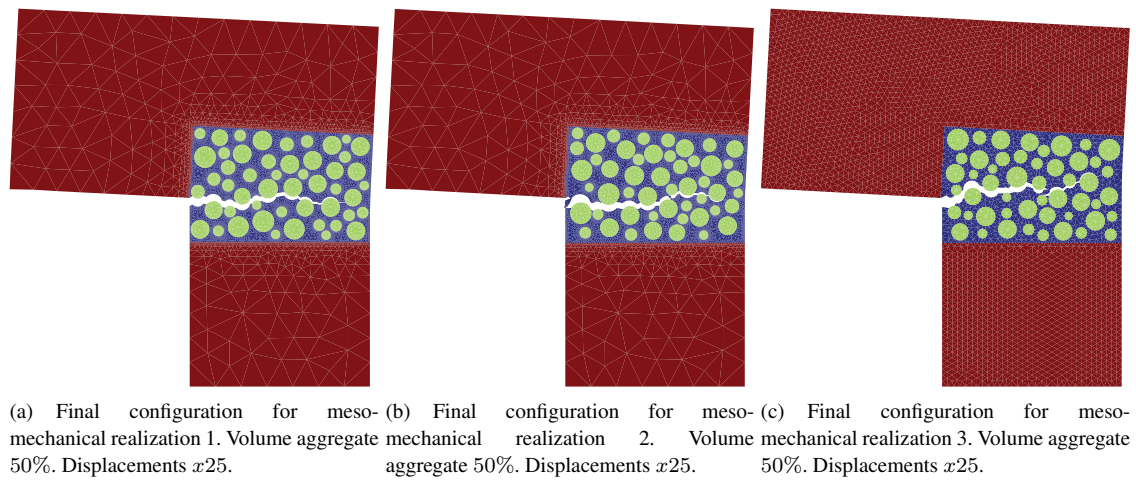 (a) Final configuration for meso-
mechanical realization 1. Volume aggregate
50%. Displacements x25.
(b) Final configuration for meso-
mechanical realization 2. Volume
aggregate 50%. Displacements x25.
(c) Final configuration for meso-
mechanical realization 3. Volume aggregate
50%. Displacements x25.